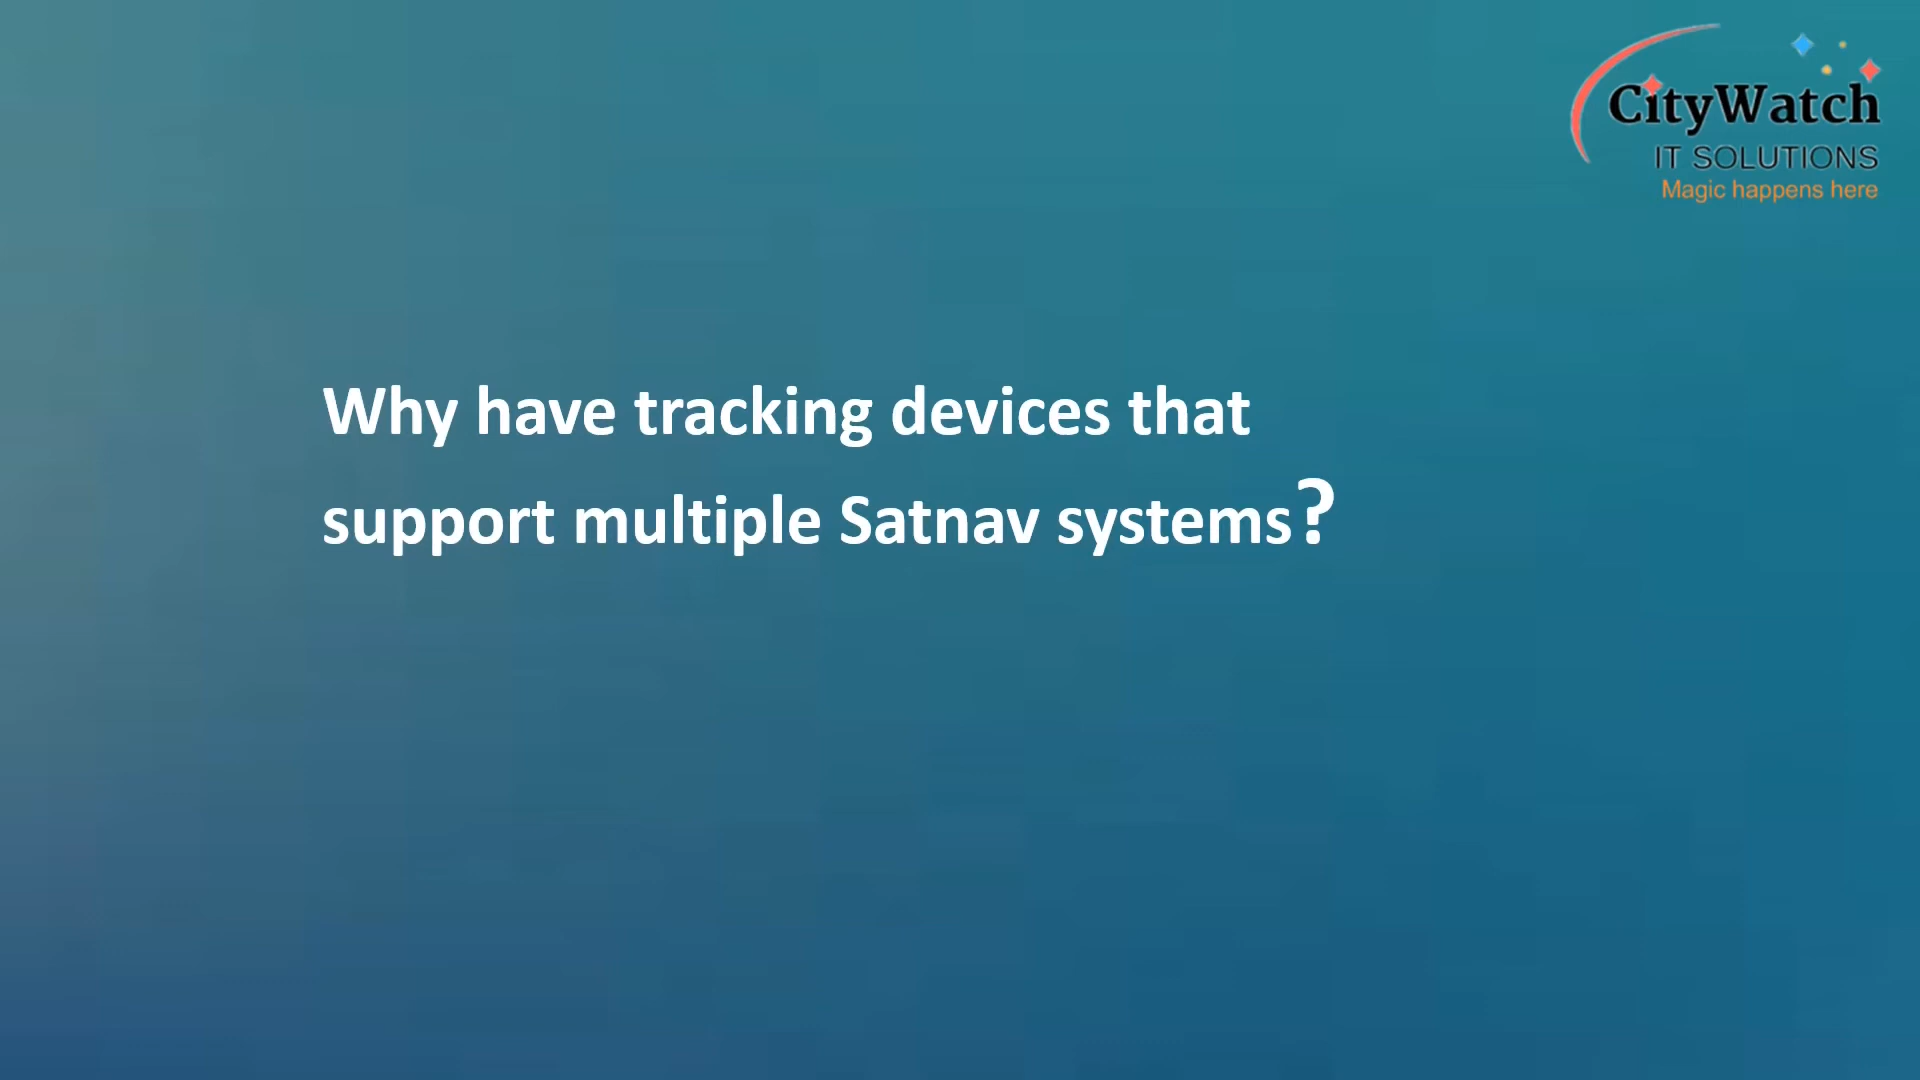 CityWatch
IT SOLUTIONS
Magic happens here
Why have tracking devices that
support multiple Satnav systems?